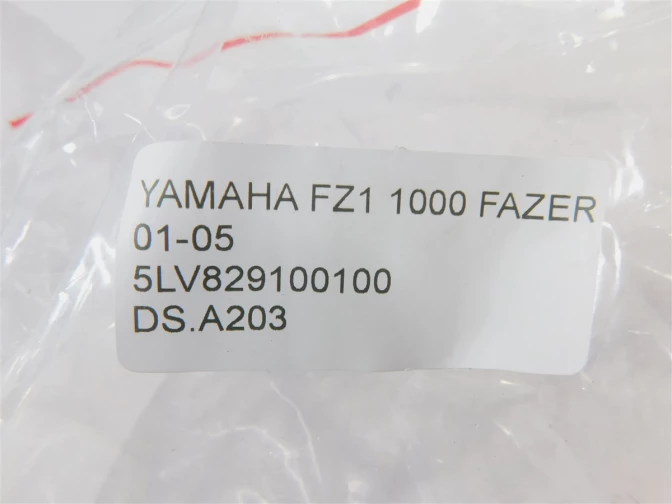 YAMAHA FZ1 1000 FAZER
01-05
5LV829100100
DS.A203